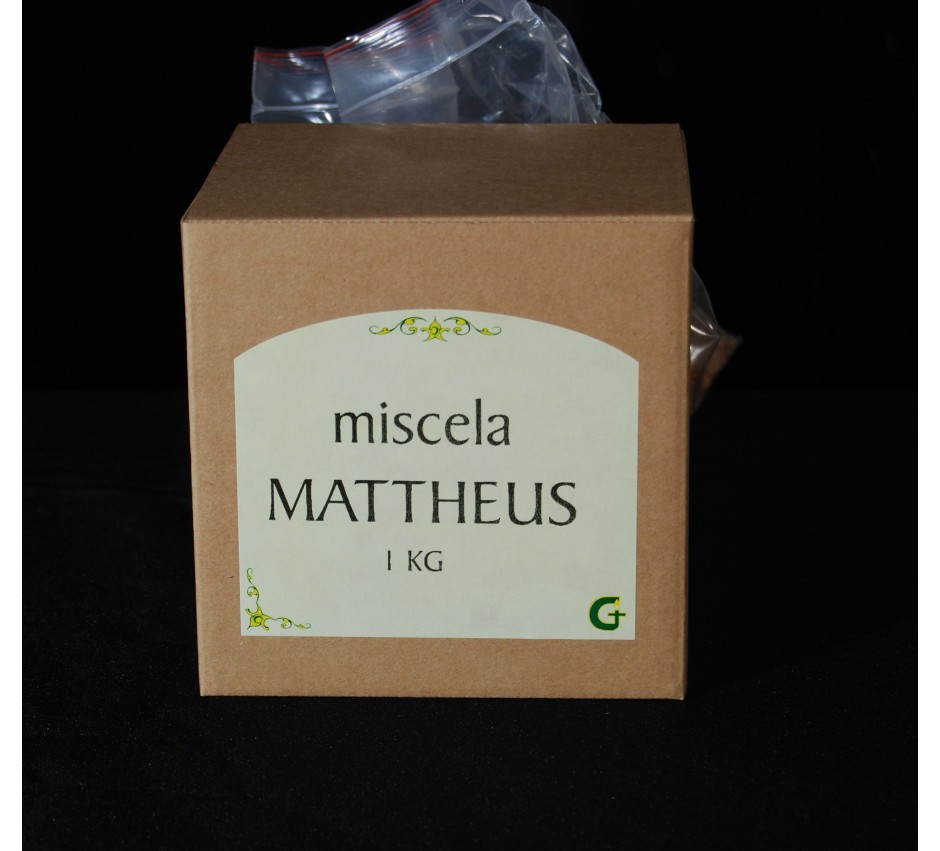 miscela
MATTHEUS
1 KG
G